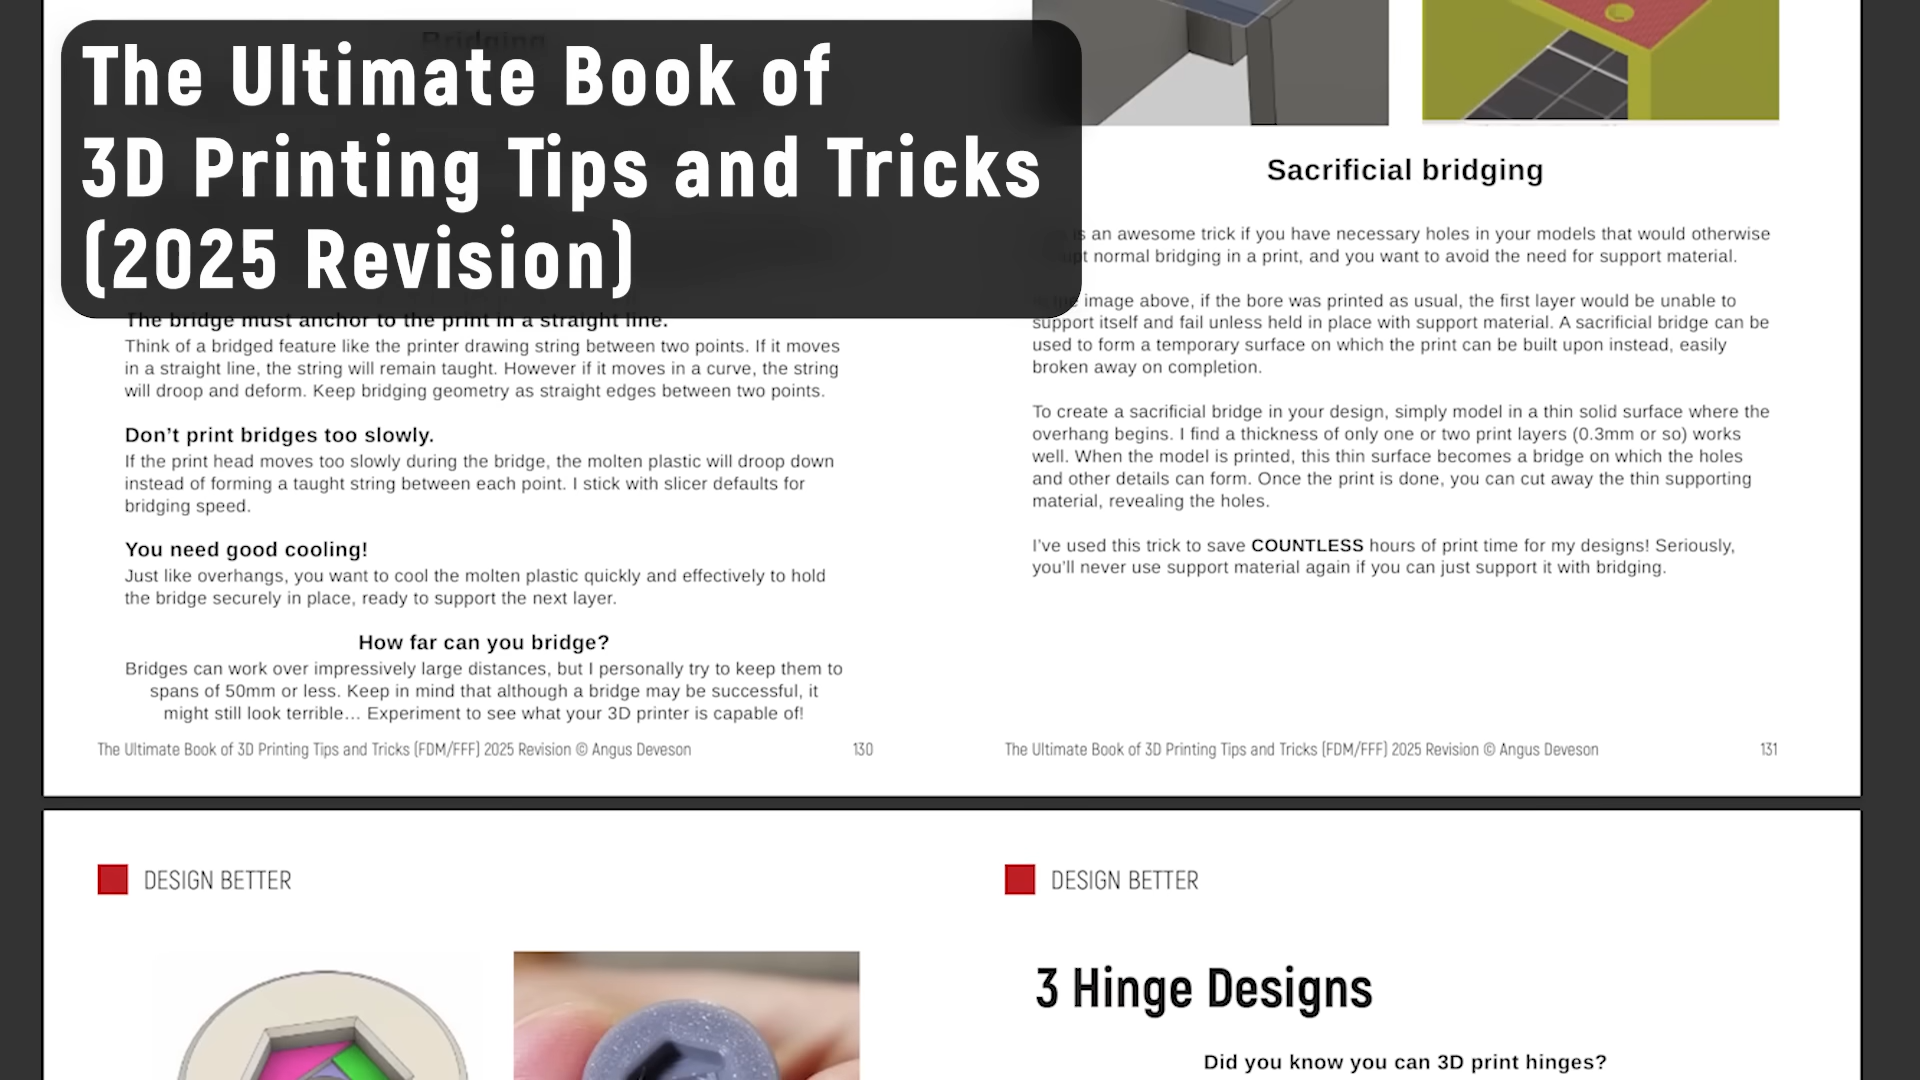 The Ultimate Book of
3D Printing Tips and Tricks
(2025 Revision)
Bridging
The bridge must anchor to the print in a straight line.
Think of a bridged feature like the printer drawing string between two points. If it moves
in a straight line, the string will remain taught. However if it moves in a curve, the string
will droop and deform. Keep bridging geometry as straight edges between two points.
Don’t print bridges too slowly.
If the print head moves too slowly during the bridge, the molten plastic will droop down
instead of forming a taught string between each point. I stick with slicer defaults for
bridging speed.
You need good cooling!
Just like overhangs, you want to cool the molten plastic quickly and effectively to hold
the bridge securely in place, ready to support the next layer.
How far can you bridge?
Bridges can work over impressively large distances, but I personally try to keep them to
spans of 50mm or less. Keep in mind that although a bridge may be successful, it
might still look terrible… Experiment to see what your 3D printer is capable of!
The Ultimate Book of 3D Printing Tips and Tricks (FDM/FFF) 2025 Revision © Angus Deveson 130
Sacrificial bridging
is an awesome trick if you have necessary holes in your models that would otherwise
normal bridging in a print, and you want to avoid the need for support material.
image above, if the bore was printed as usual, the first layer would be unable to
support itself and fail unless held in place with support material. A sacrificial bridge can be
used to form a temporary surface on which the print can be built upon instead, easily
broken away on completion.
To create a sacrificial bridge in your design, simply model in a thin solid surface where the
overhang begins. I find a thickness of only one or two print layers (0.3mm or so) works
well. When the model is printed, this thin surface becomes a bridge on which the holes
and other details can form. Once the print is done, you can cut away the thin supporting
material, revealing the holes.
I’ve used this trick to save COUNTLESS hours of print time for my designs! Seriously,
you’ll never use support material again if you can just support it with bridging.
The Ultimate Book of 3D Printing Tips and Tricks (FDM/FFF) 2025 Revision © Angus Deveson 131
DESIGN BETTER
DESIGN BETTER
3 Hinge Designs
Did you know you can 3D print hinges?